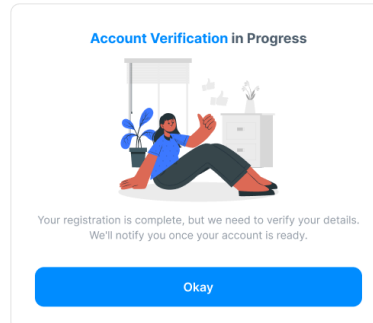 Account Verification in Progress
Your registration is complete, but we need to verify your details.
We'll notify you once your account is ready.
Okay